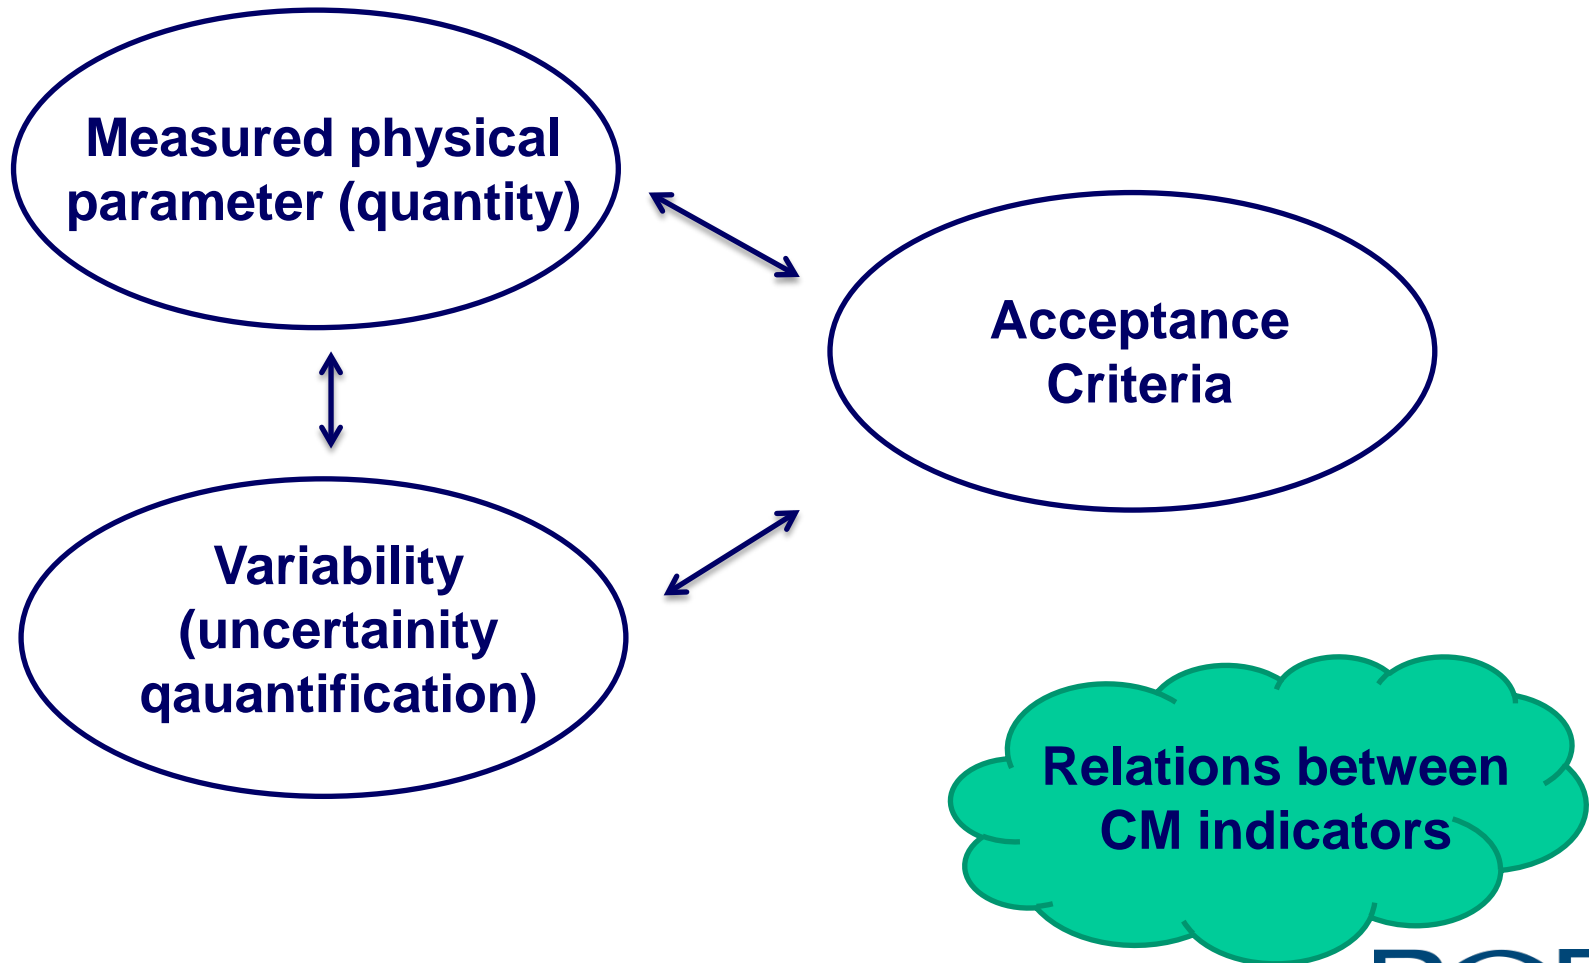 Measured physical
parameter (quantity)
Acceptance
Criteria
Variability
(uncertainity
qauantification)
Relations between
CM indicators